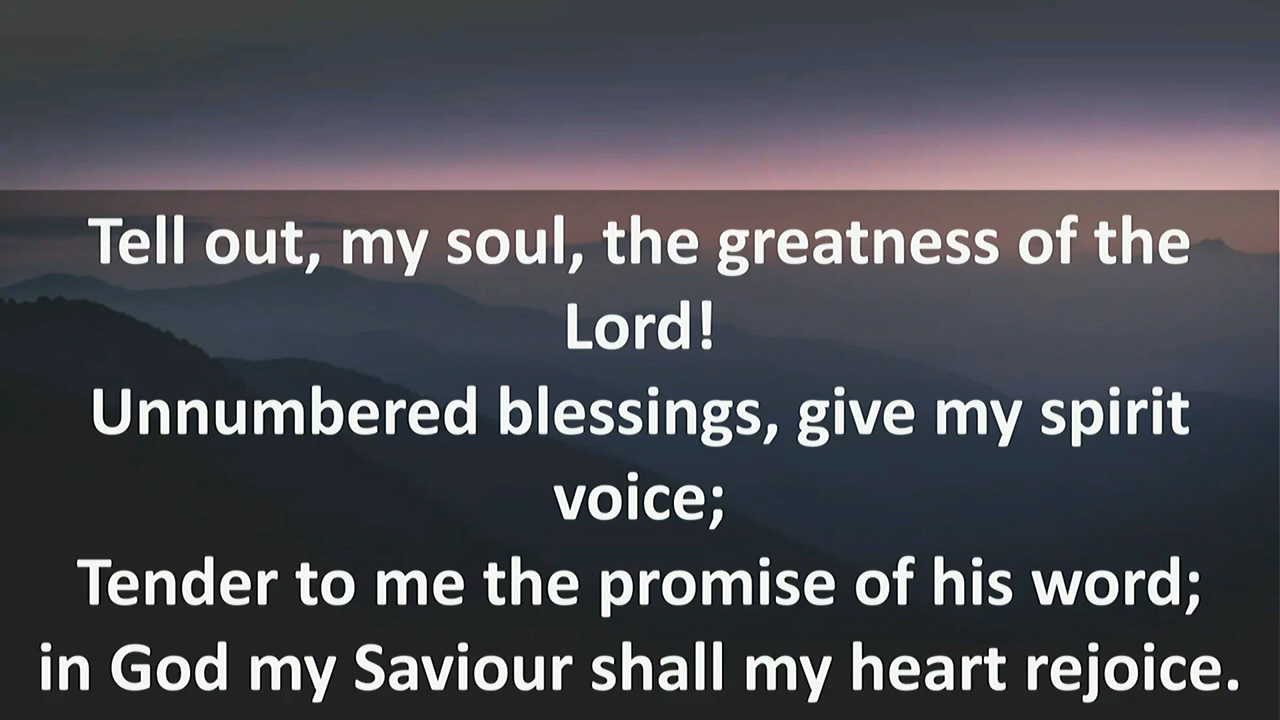 Tell out, my soul, the greatness of the
Lord!
Unnumbered blessings, give my spirit
voice;
Tender to me the promise of his word;
in God my Saviour shall my heart rejoice.